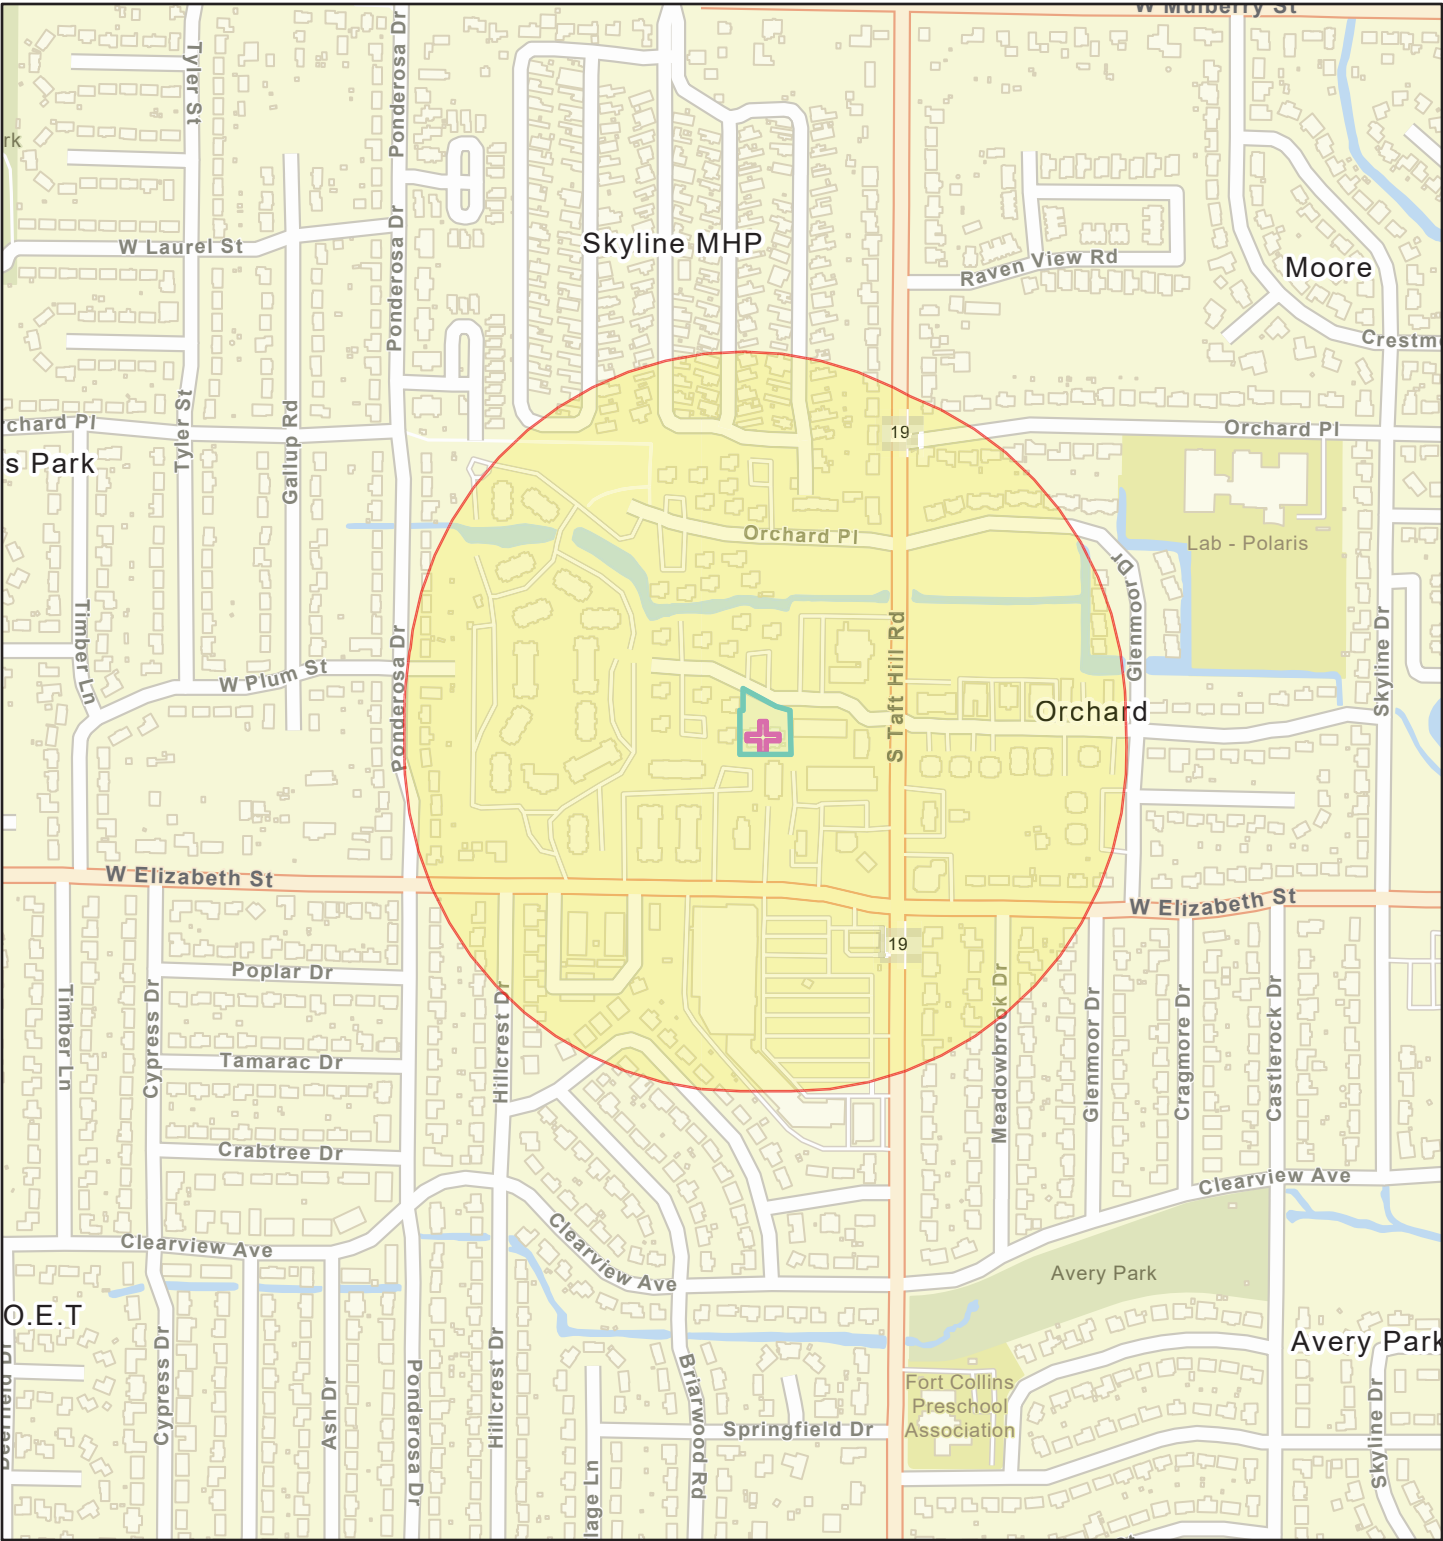 W Mulberry St
Tyler St
Ponderosa Dr
rk
Skyline MHP
W Laurel St
Ponderosa Dr
Raven View Rd
Moore
Crestm
rchard Pl
Tyler St
Gallup Rd
19
Orchard Pl
s Park
Orchard Pl
Lab - Polaris
Glenmoor Dr
Timber Ln
W Plum St
Ponderosa Dr
S Taft Hill Rd
Skyline Dr
Orchard
W Elizabeth St
W Elizabeth St
19
Poplar Dr
Timber Ln
Cypress Dr
Hillcrest Dr
Meadowbrook Dr
Glenmoor Dr
Cragmore Dr
Castlerock Dr
Tamarac Dr
Crabtree Dr
Clearview Ave
Clearview Ave
Clearview Ave
Avery Park
O.E.T
Avery Park
Deerfield Dr
Cypress Dr
Ash Dr
Ponderosa Dr
Hillcrest Dr
Briarwood Rd
Fort Collins
Preschool
Association
Springfield Dr
Skyline Dr
lage Ln